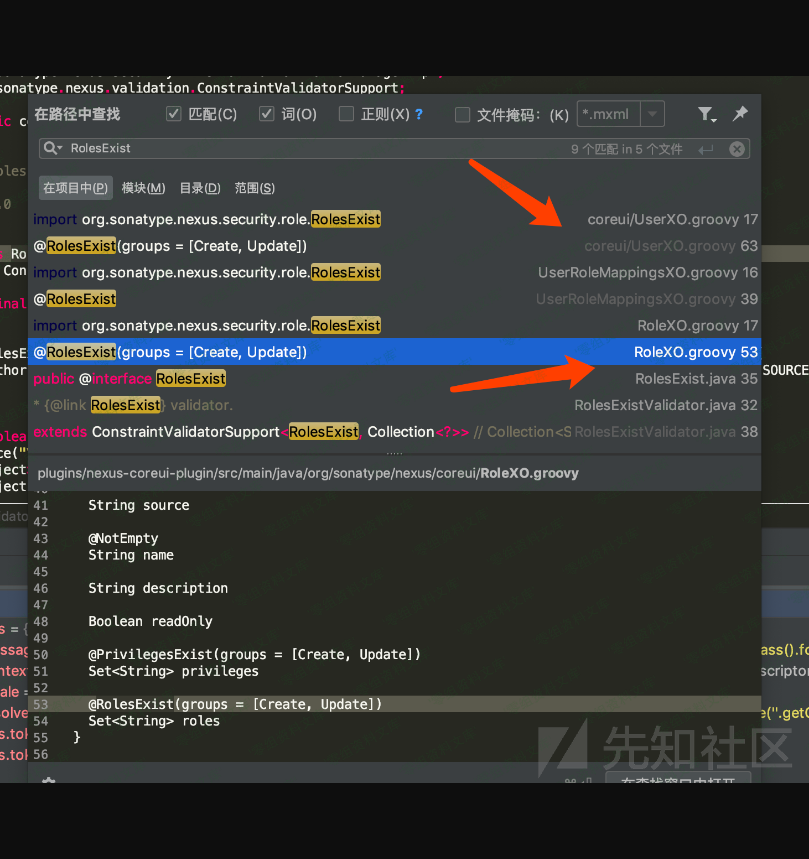 sonatype.nexus.validation.ConstraintValidatorSupport;
在路径中查找 匹配(C) 词(O) 正则(X) ? 文件掩码: (K) *.mxml
RolesExist 9 个匹配 in 5 个文件
在项目中(P) 模块(M) 目录(D) 范围(S)
import org.sonatype.nexus.security.role.RolesExist coreui/UserXO.groovy 17
@RolesExist(groups = [Create, Update]) coreui/UserXO.groovy 63
import org.sonatype.nexus.security.role.RolesExist UserRoleMappingsXO.groovy 16
@RolesExist UserRoleMappingsXO.groovy 39
import org.sonatype.nexus.security.role.RolesExist RoleXO.groovy 17
@RolesExist(groups = [Create, Update]) RoleXO.groovy 53
public @interface RolesExist RolesExist.java 35
SOURCE
* {@link RolesExist} validator. RolesExistValidator.java 32
extends ConstraintValidatorSupport<RolesExist, Collection<?>> // Collection<S RolesExistValidator.java 38
plugins/nexus-coreui-plugin/src/main/java/org/sonatype/nexus/coreui/RoleXO.groovy
41 String source
42
43 @NotEmpty
44 String name
45
46 String description
47
48 Boolean readOnly
49
50 @PrivilegesExist(groups = [Create, Update])
51 Set<String> privileges
52
53 @RolesExist(groups = [Create, Update])
54 Set<String> roles
55 }
56
ass().fo
scriptor
e(".getC
先知社区